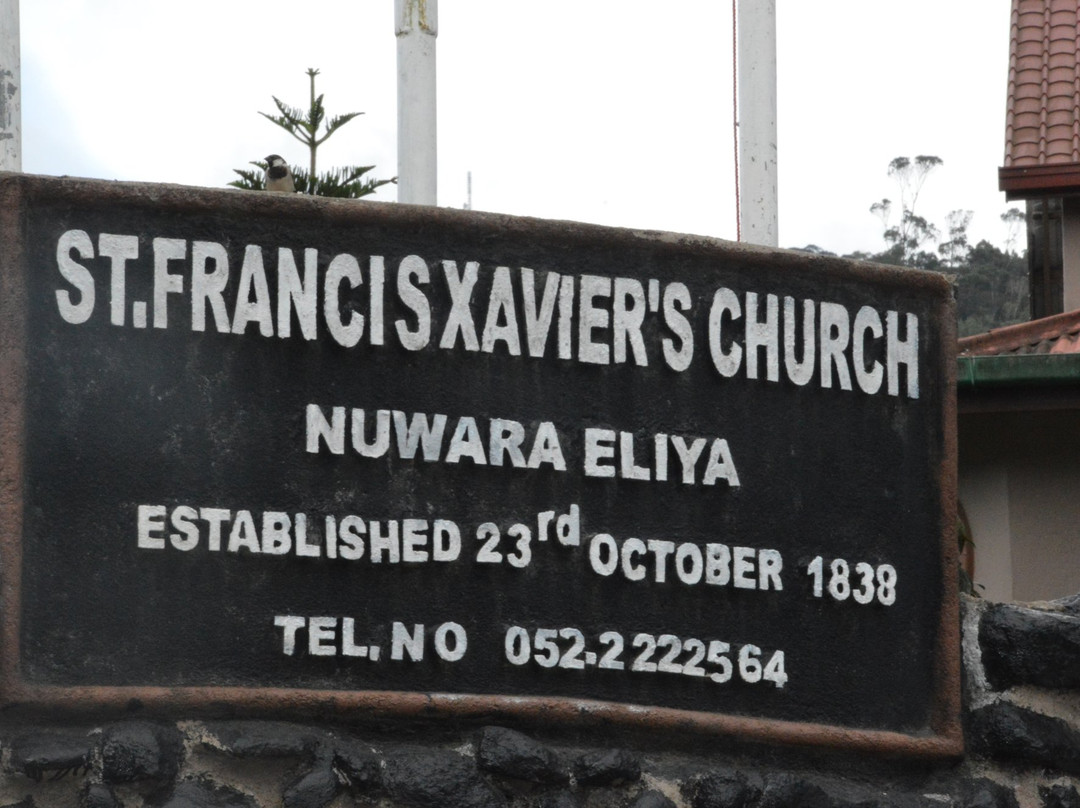 ST.FRANCIS XAVIER'S CHURCH
NUWARA ELIYA
ESTABLISHED 23rd OCTOBER 1838
TEL.NO 052-2222564